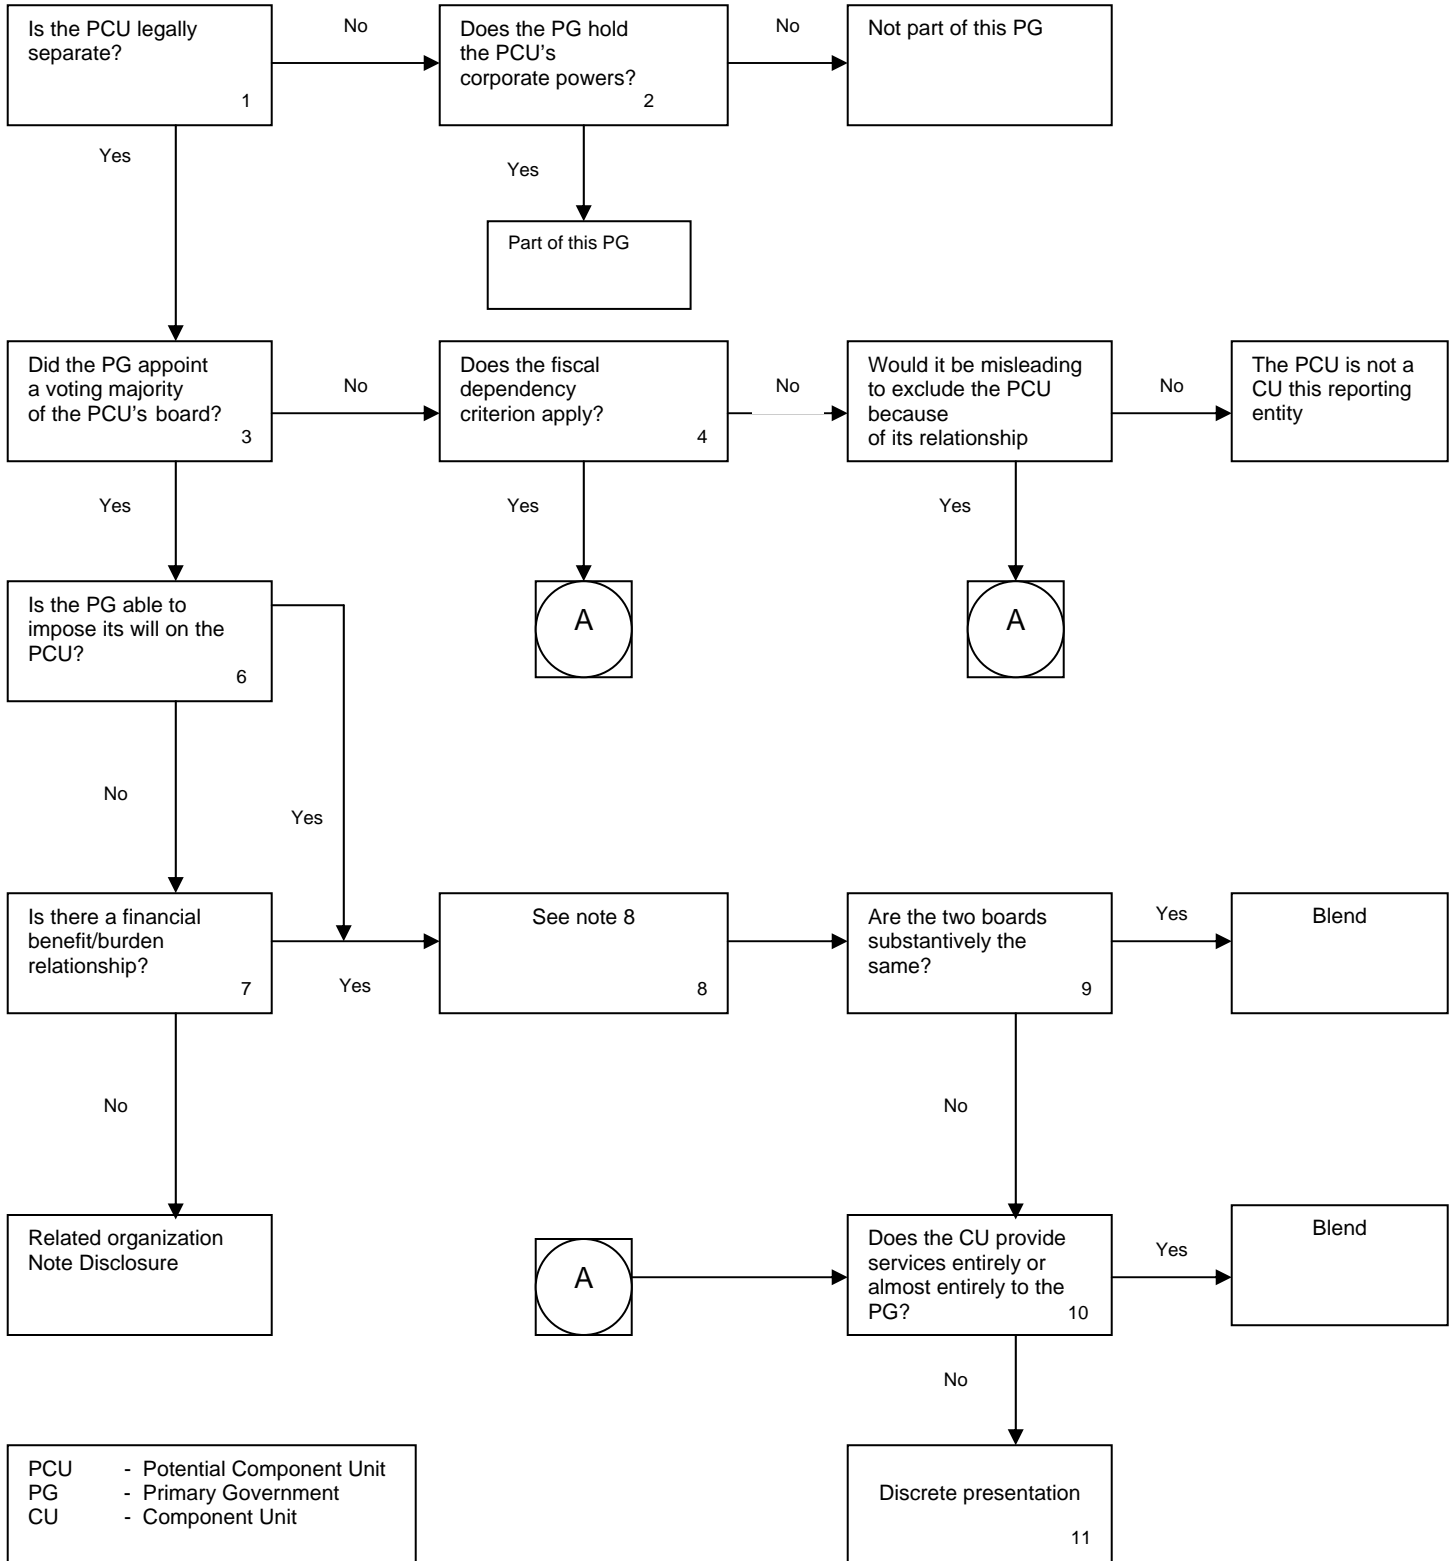 Is the PCU legally
separate?
1
No
Does the PG hold
the PCU's
corporate powers?
2
No
Not part of this PG
Yes
Yes
Part of this PG
Did the PG appoint
a voting majority
of the PCU's board?
3
No
Does the fiscal
dependency
criterion apply?
4
No
Would it be misleading
to exclude the PCU
because
of its relationship
No
The PCU is not a
CU this reporting
entity
Yes
Yes
Yes
Is the PG able to
impose its will on the
PCU?
6
A
A
No
Yes
Is there a financial
benefit/burden
relationship?
7
Yes
See note 8
8
Are the two boards
substantively the
same?
9
Yes
Blend
No
No
Related organization
Note Disclosure
A
Does the CU provide
services entirely or
almost entirely to the
PG?
10
Yes
Blend
No
PCU - Potential Component Unit
PG - Primary Government
CU - Component Unit
Discrete presentation
11